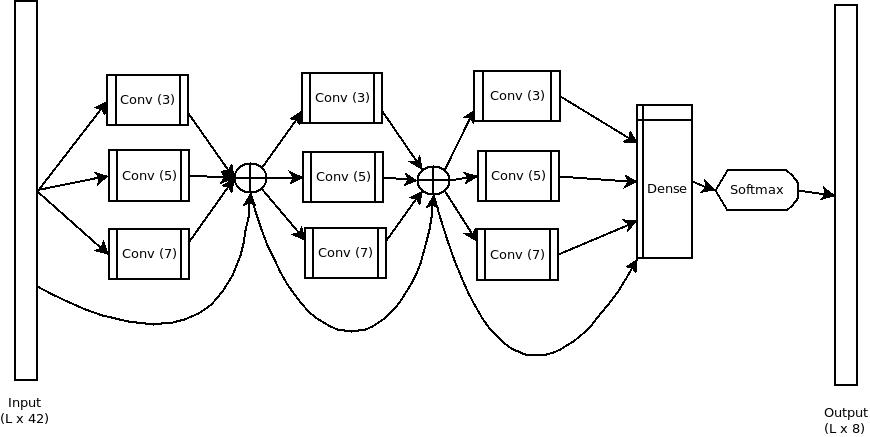 Conv (3)
Conv (3)
Conv (3)
Conv (5)
Conv (5)
Conv (5)
Dense
Softmax
Conv (7)
Conv (7)
Conv (7)
Input
(L x 42)
Output
(L x 8)